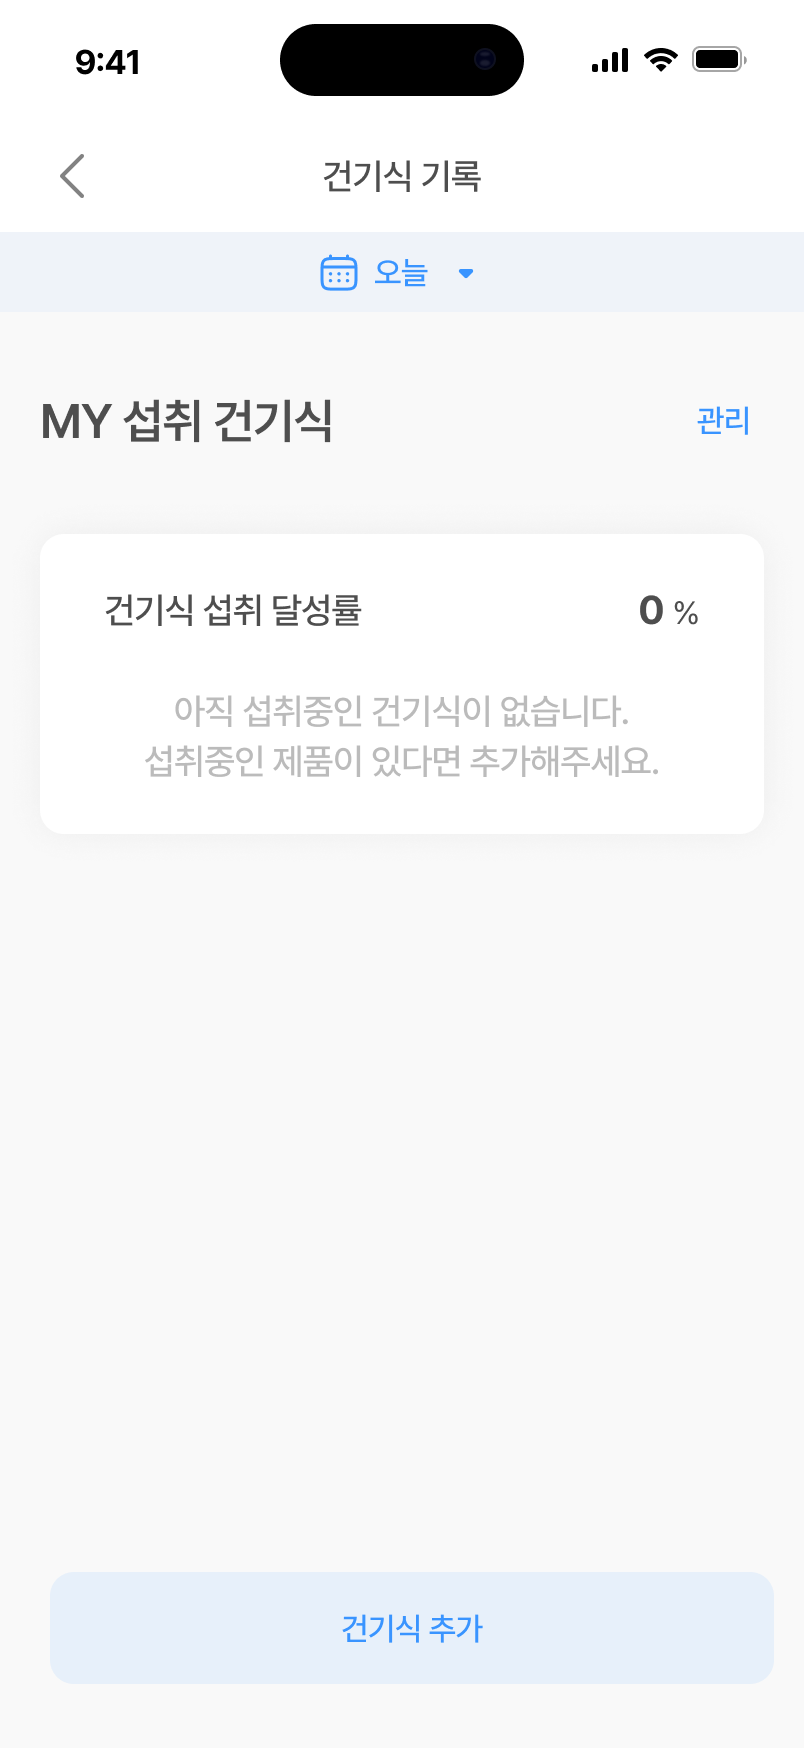 9:41
건기식 기록
오늘
MY 섭취 건기식
관리
건기식 섭취 달성률
0 %
아직 섭취중인 건기식이 없습니다.
섭취중인 제품이 있다면 추가해주세요.
건기식 추가